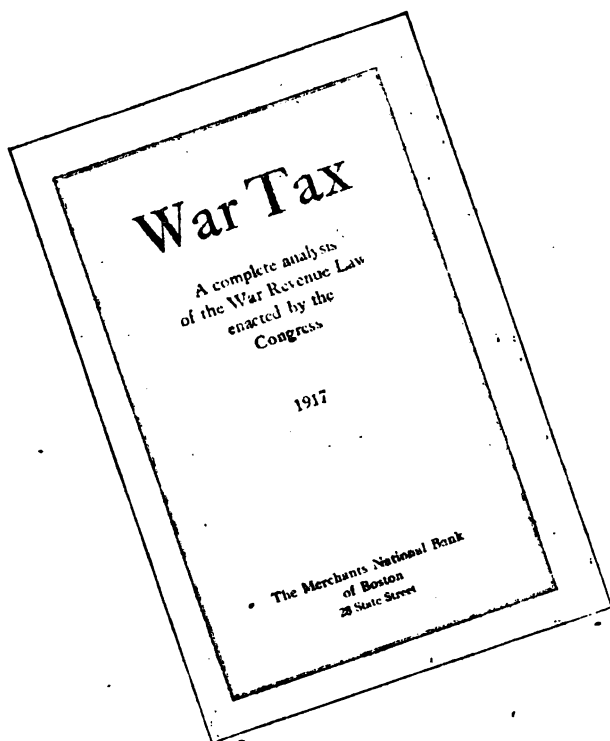 War Tax
A complete analysis
of the War Revenue Law
enacted by the
Congress
1917
The Merchants National Bank
of Boston
28 State Street